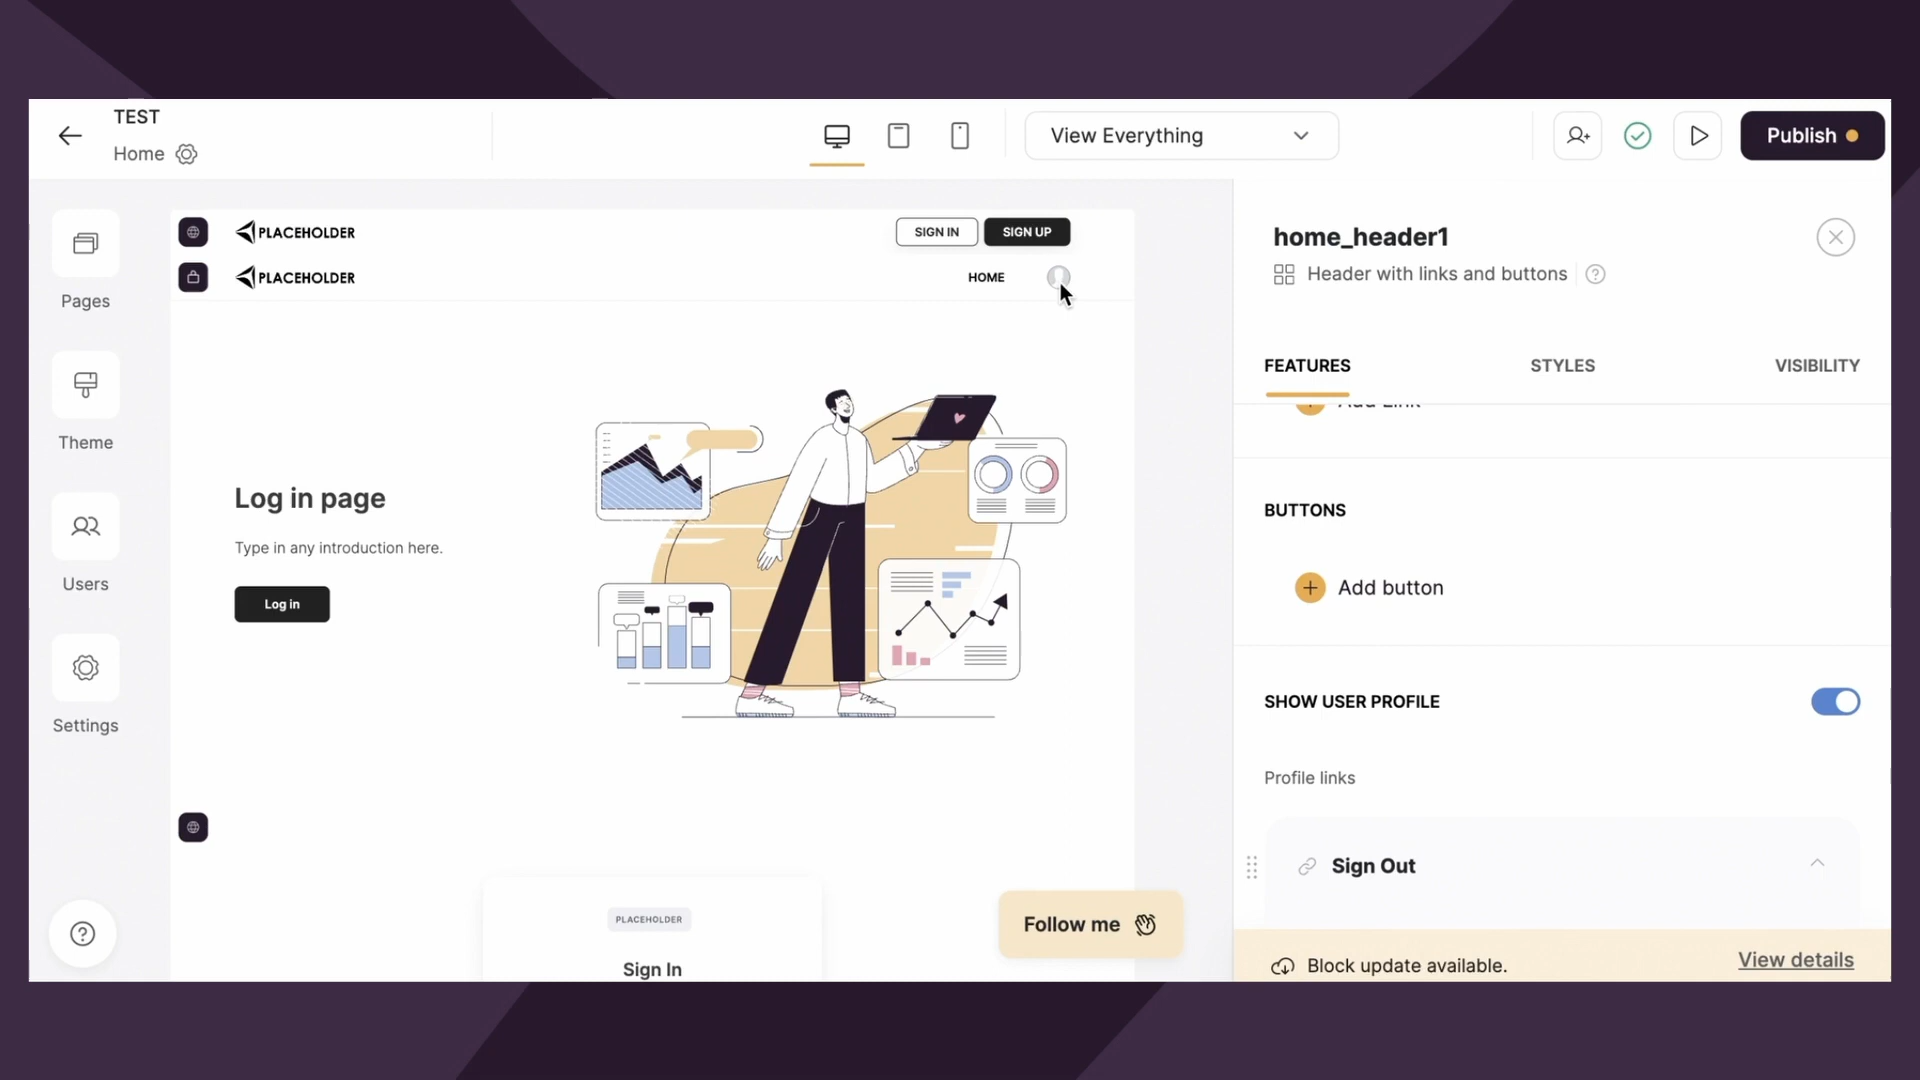 TEST
Home
View Everything
Publish
Pages
Theme
Users
Settings
PLACEHOLDER
SIGN IN
SIGN UP
PLACEHOLDER
HOME
Log in page
Type in any introduction here.
Log in
PLACEHOLDER
Sign In
Follow me
home_header1
Header with links and buttons
FEATURES
STYLES
VISIBILITY
Add Link
BUTTONS
Add button
SHOW USER PROFILE
Profile links
Sign Out
Block update available.
View details